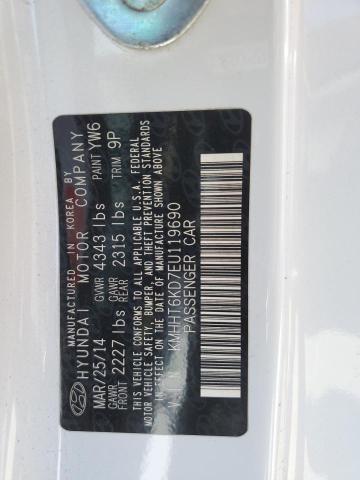 MANUFACTURED IN KOREA BY
HYUNDAI MOTOR COMPANY
MAR/25/14 GVWR 4343 lbs PAINT YW6
GAWR FRONT 2227 lbs GAWR REAR 2315 lbs TRIM 9P
THIS VEHICLE CONFORMS TO ALL APPLICABLE U.S.A. FEDERAL
MOTOR VEHICLE SAFETY, BUMPER, AND THEFT PREVENTION STANDARDS
IN EFFECT ON THE DATE OF MANUFACTURE SHOWN ABOVE.
V.I.N KMHHT6KD7EU119690
PASSENGER CAR